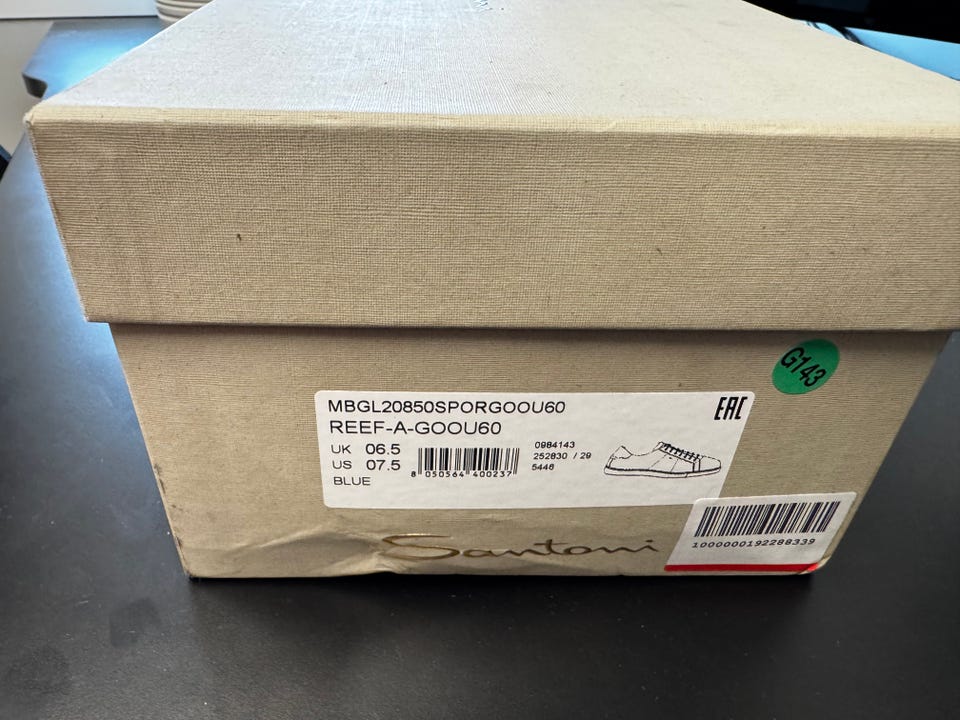 G143
MBGL20850SPORGOOU60
EAC
REEF-A-GOOU60
UK 06.5
US 07.5
BLUE
8 050564 400237
0984143
252830 / 29
5446
Santoni
1000000192288339